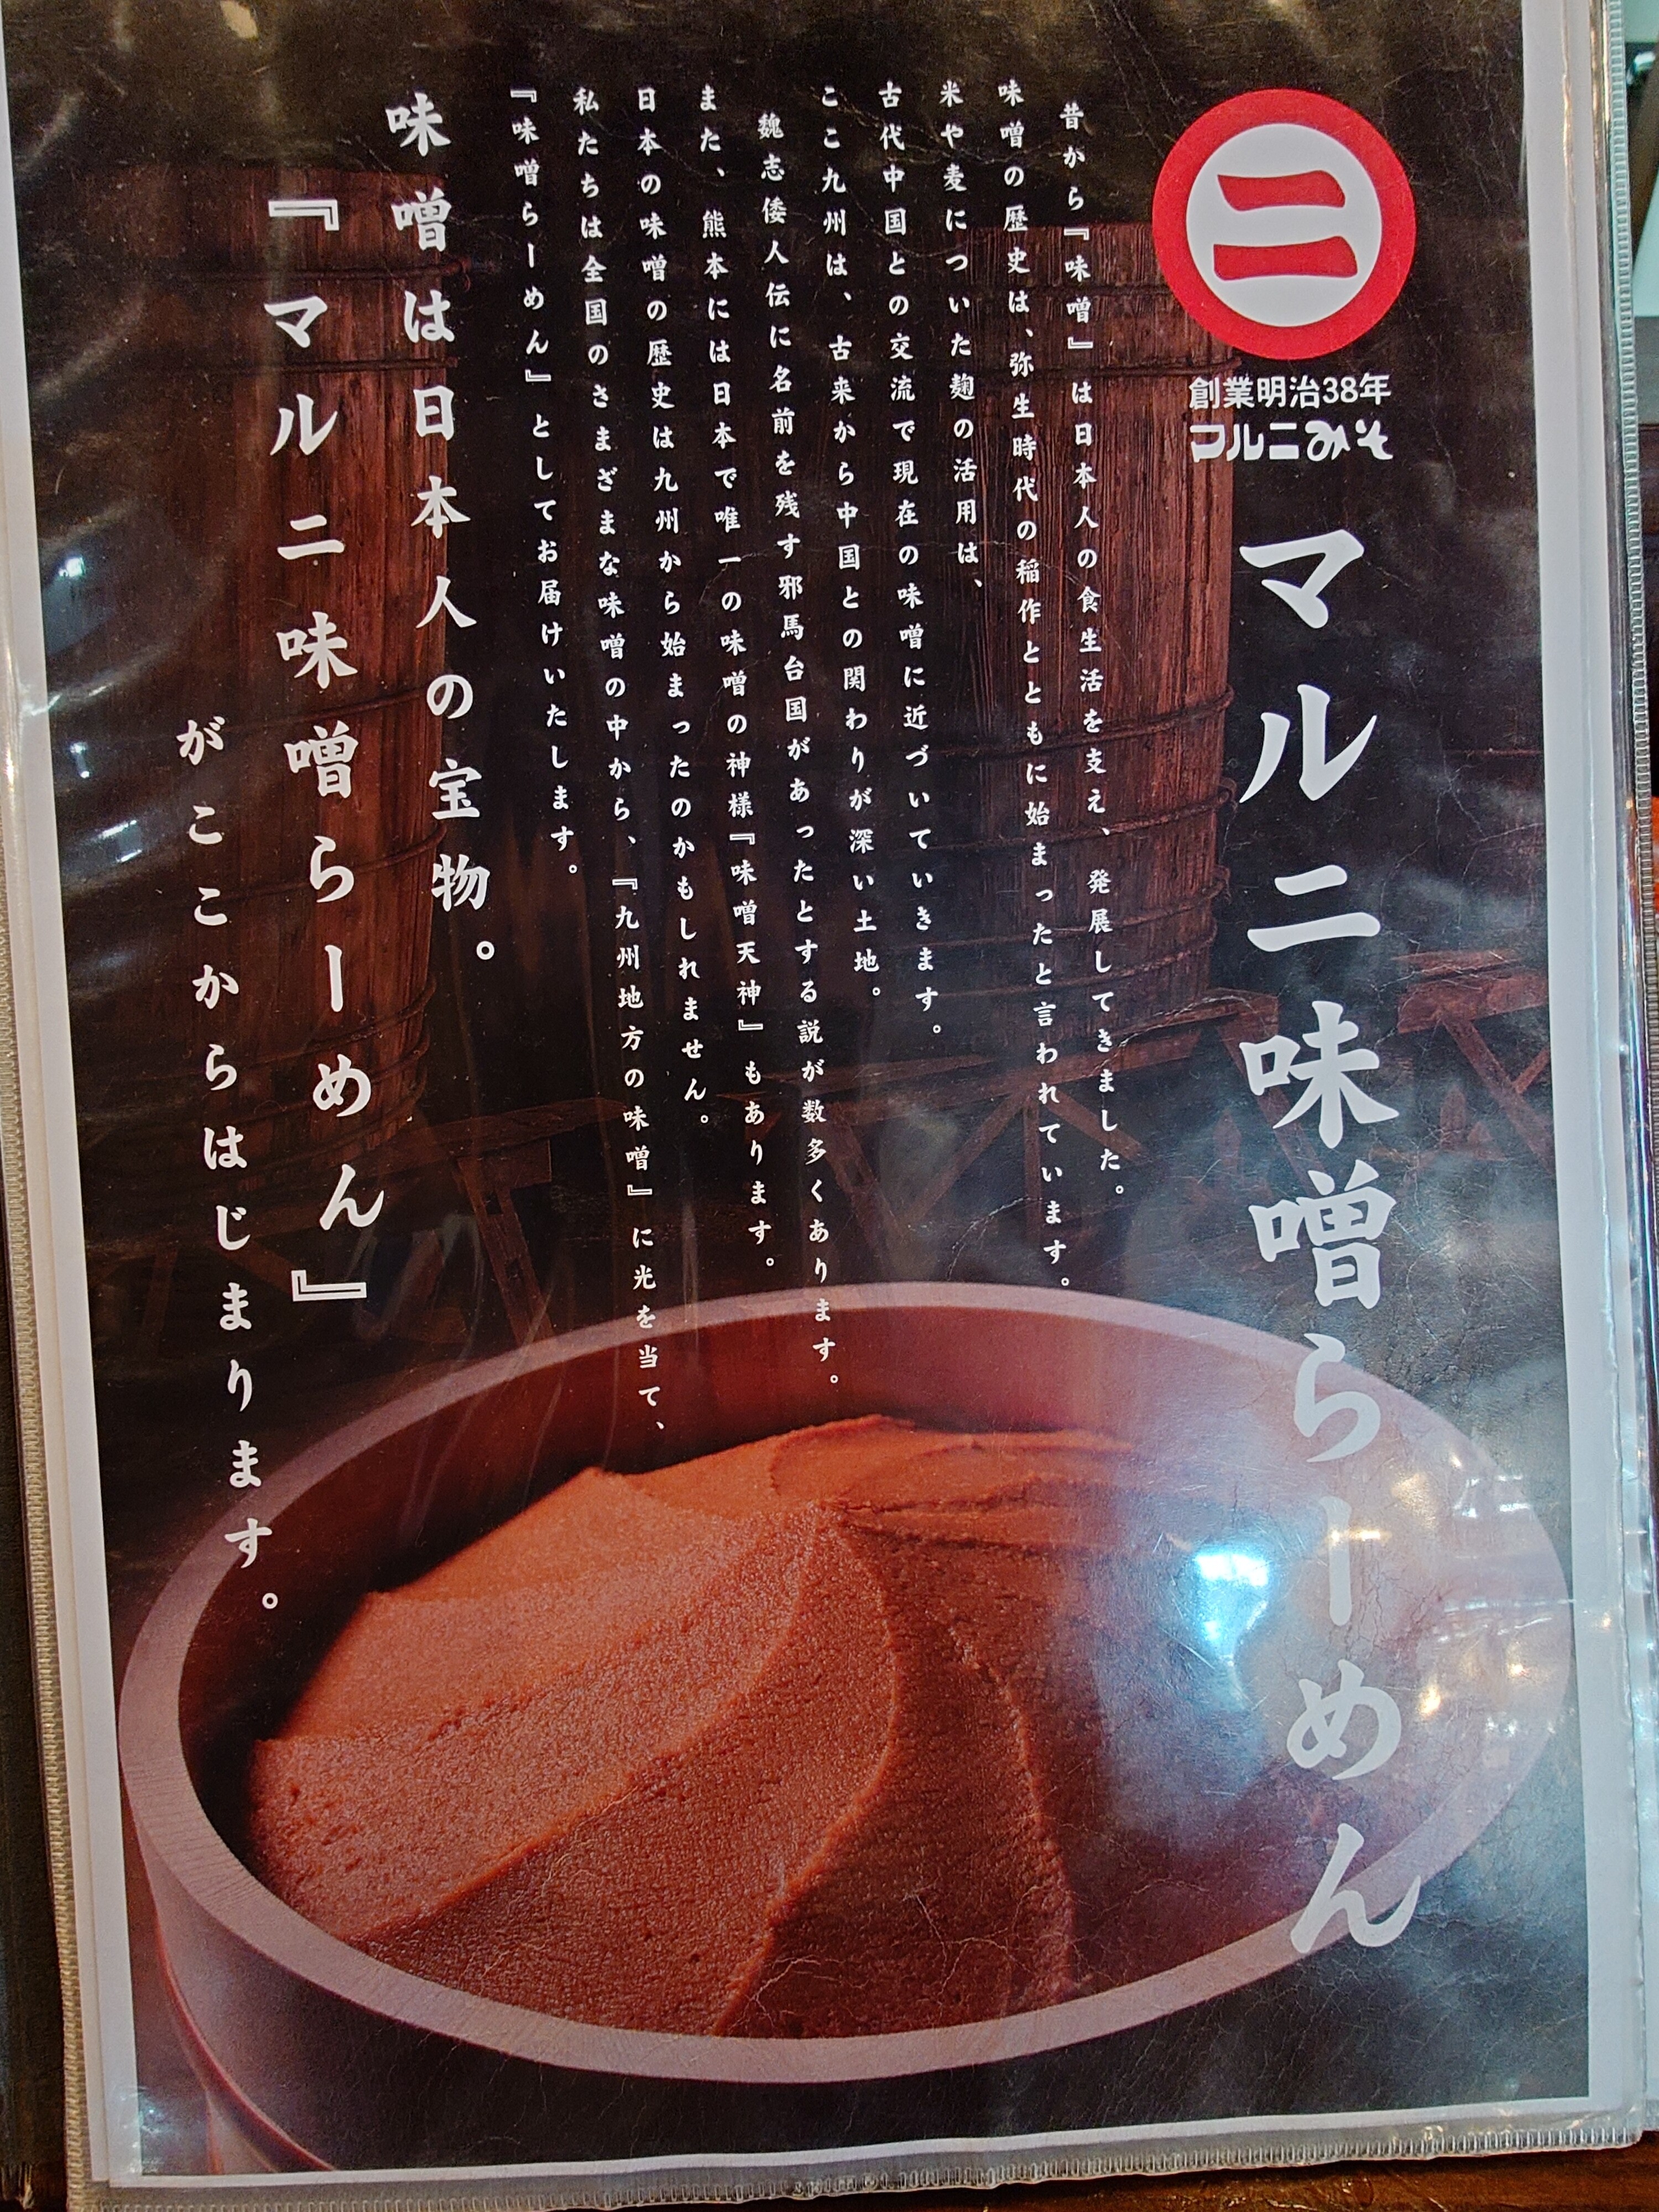 二
創業明治38年
マルニみそ
マルニ味噌らーめん
昔から『味噌』は日本人の食生活を支え、発展してきました。
味噌の歴史は、弥生時代の稲作とともに始まったと言われています。
米や麦についた麹の活用は、
古代中国との交流で現在の味噌に近づいていきます。
ここ九州は、古来から中国との関わりが深い土地。
魏志倭人伝に名前を残す邪馬台国があったとする説が数多くあります。
また、熊本には日本で唯一の味噌の神様『味噌天神』もあります。
日本の味噌の歴史は九州から始まったのかもしれません。
私たちは全国のさまざまな味噌の中から、『九州地方の味噌』に光を当て、
『味噌らーめん』としてお届けいたします。
味噌は日本人の宝物。
『マルニ味噌らーめん』
がここからはじまります。